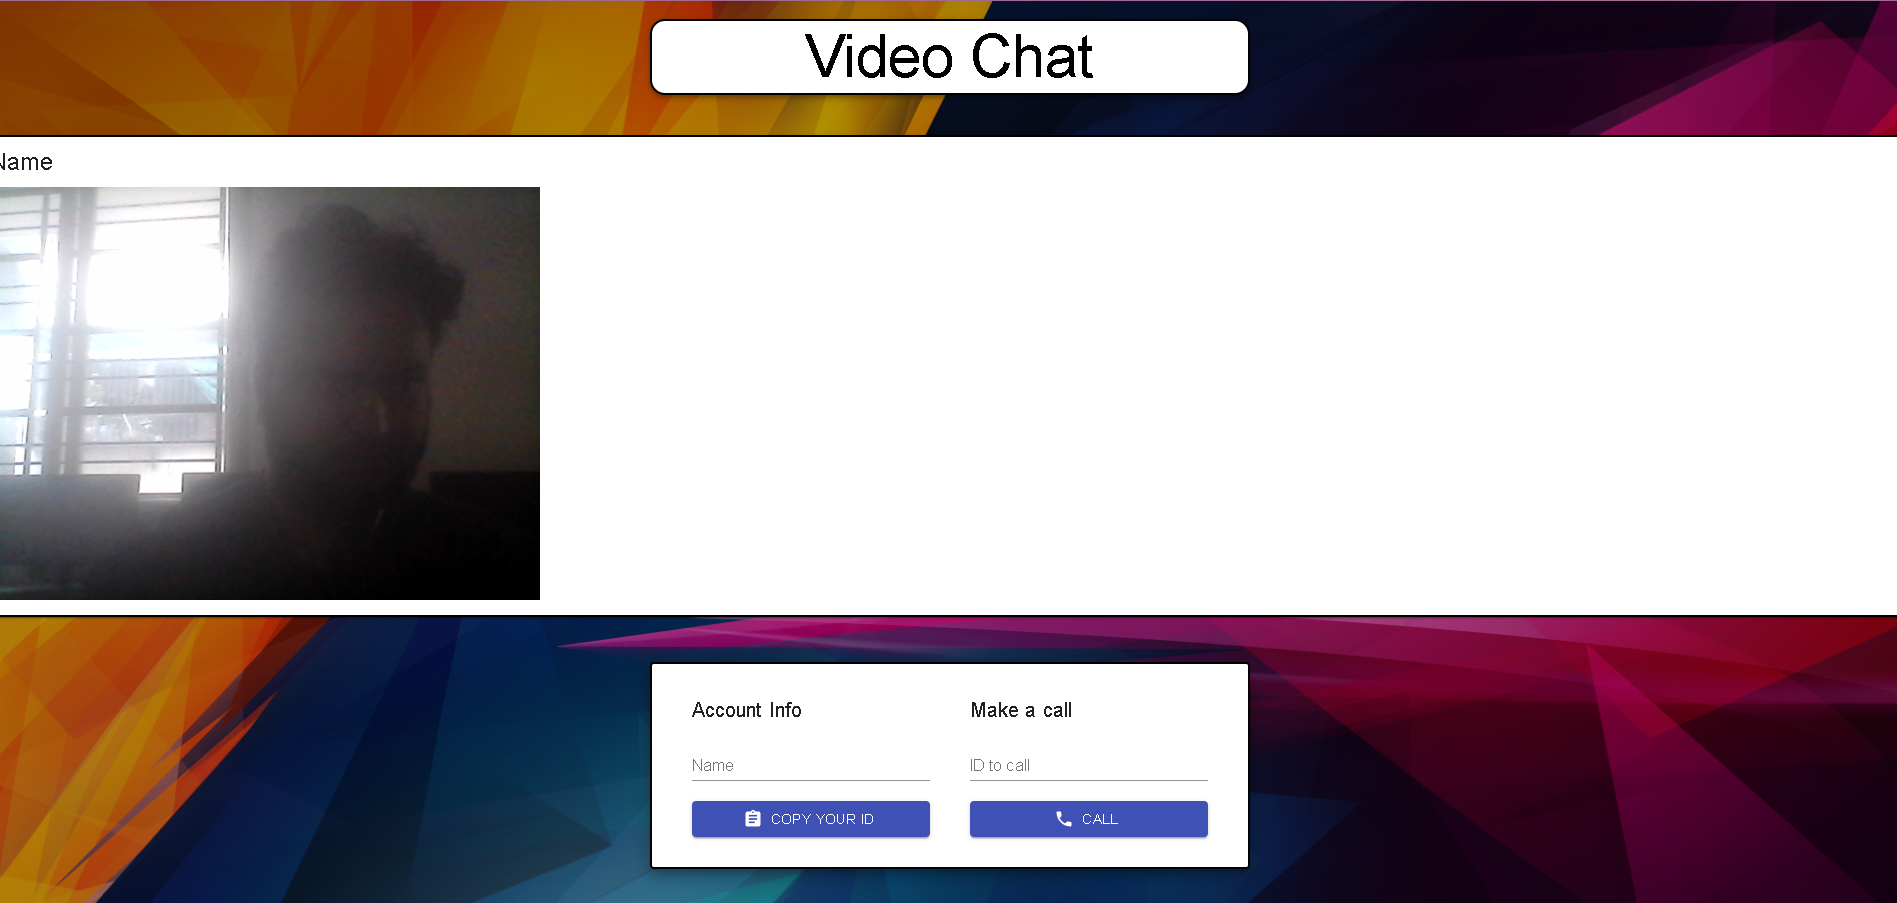 Video Chat
Name
Account Info
Make a call
Name
ID to call
COPY YOUR ID
CALL